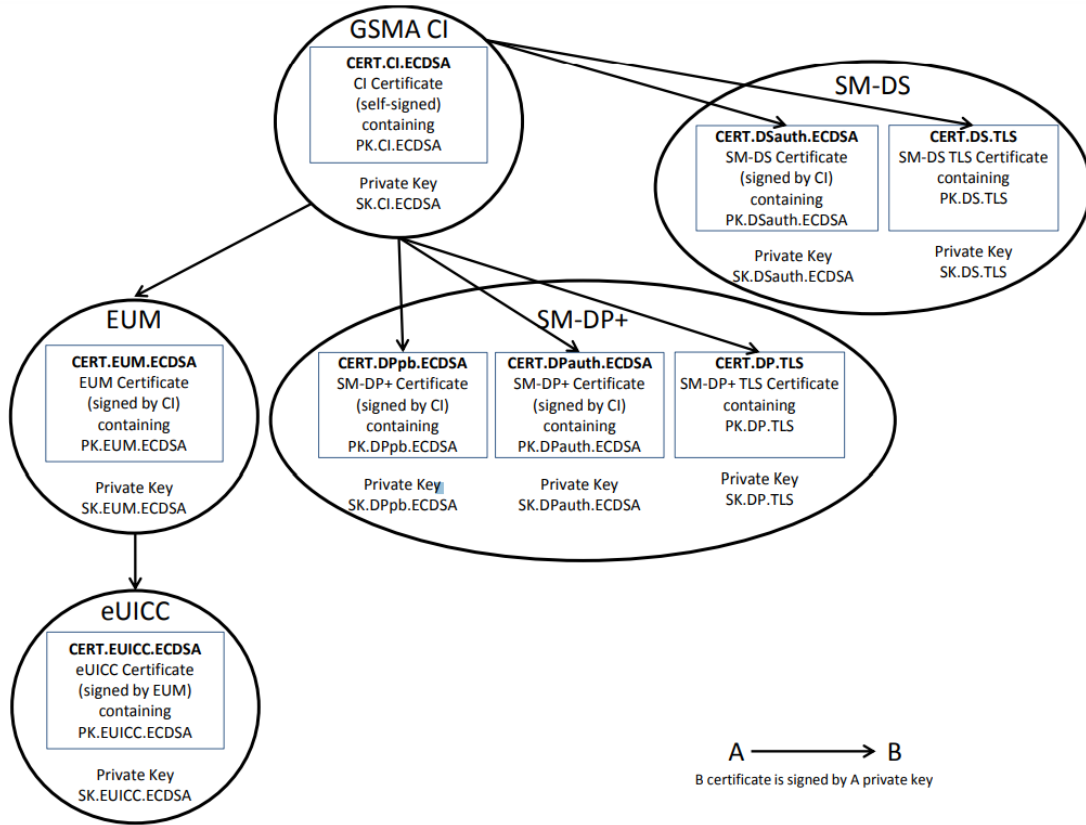 GSMA CI
CERT.CI.ECDSA
CI Certificate
(self-signed)
containing
PK.CI.ECDSA
Private Key
SK.CI.ECDSA
SM-DS
CERT.DSauth.ECDSA
SM-DS Certificate
(signed by CI)
containing
PK.DSauth.ECDSA
Private Key
SK.DSauth.ECDSA
CERT.DS.TLS
SM-DS TLS Certificate
containing
PK.DS.TLS
Private Key
SK.DS.TLS
EUM
CERT.EUM.ECDSA
EUM Certificate
(signed by CI)
containing
PK.EUM.ECDSA
Private Key
SK.EUM.ECDSA
SM-DP+
CERT.DPpb.ECDSA
SM-DP+ Certificate
(signed by CI)
containing
PK.DPpb.ECDSA
Private Key
SK.DPpb.ECDSA
CERT.DPauth.ECDSA
SM-DP+ Certificate
(signed by CI)
containing
PK.DPauth.ECDSA
Private Key
SK.DPauth.ECDSA
CERT.DP.TLS
SM-DP+ TLS Certificate
containing
PK.DP.TLS
Private Key
SK.DP.TLS
eUICC
CERT.EUICC.ECDSA
eUICC Certificate
(signed by EUM)
containing
PK.EUICC.ECDSA
Private Key
SK.EUICC.ECDSA
A B
B certificate is signed by A private key